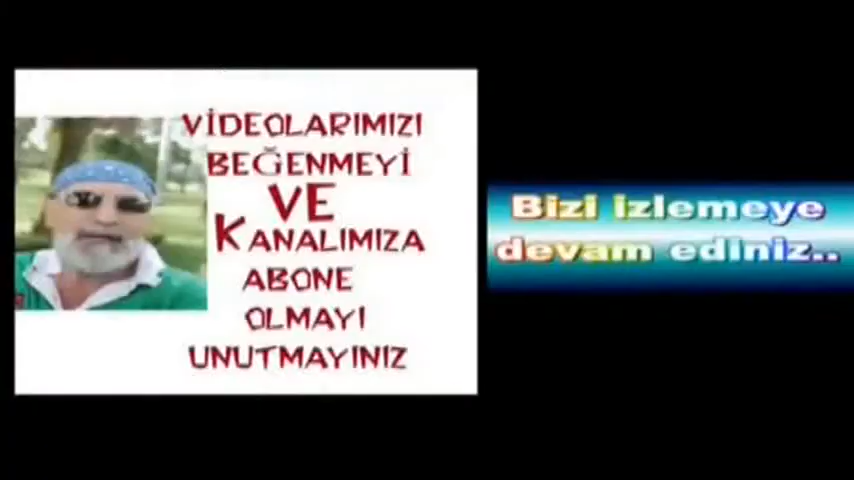 VİDEOLARIMIZI
BEĞENMEYİ
VE
KANALIMIZA
ABONE
OLMAYI
UNUTMAYINIZ
Bizi izlemeye
devam ediniz..